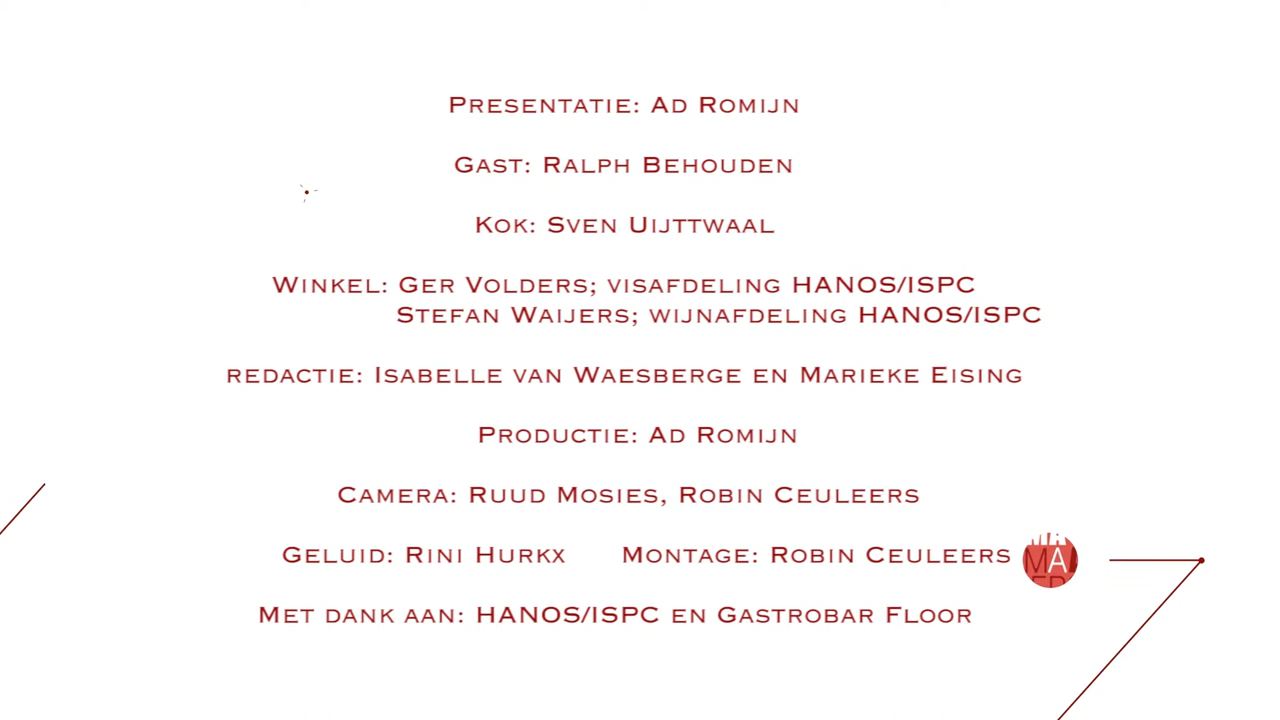 Presentatie: Ad Romijn
Gast: Ralph Behouden
Kok: Sven Uijttwaal
Winkel: Ger Volders; visafdeling HANOS/ISPC
Stefan Waijers; wijnafdeling HANOS/ISPC
redactie: Isabelle van Waesberge en Marieke Eising
Productie: Ad Romijn
Camera: Ruud Mosies, Robin Ceuleers
Geluid: Rini Hurkx Montage: Robin Ceuleers
Met dank aan: HANOS/ISPC en Gastrobar Floor